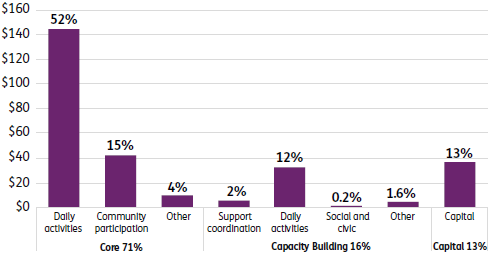 $160
$140
$120
$100
$80
$60
$40
$20
$0
52%
15%
4%
2%
12%
0.2%
1.6%
13%
Daily activities
Community participation
Other
Support coordination
Daily activities
Social and civic
Other
Capital
Core 71%
Capacity Building 16%
Capital 13%